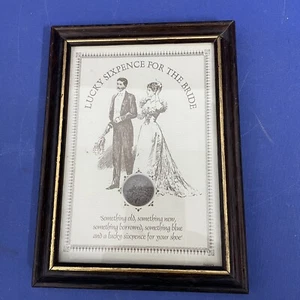 LUCKY SIXPENCE FOR THE BRIDE
'Something old, something new,
something borrowed, something blue
and a lucky sixpence for your shoe'